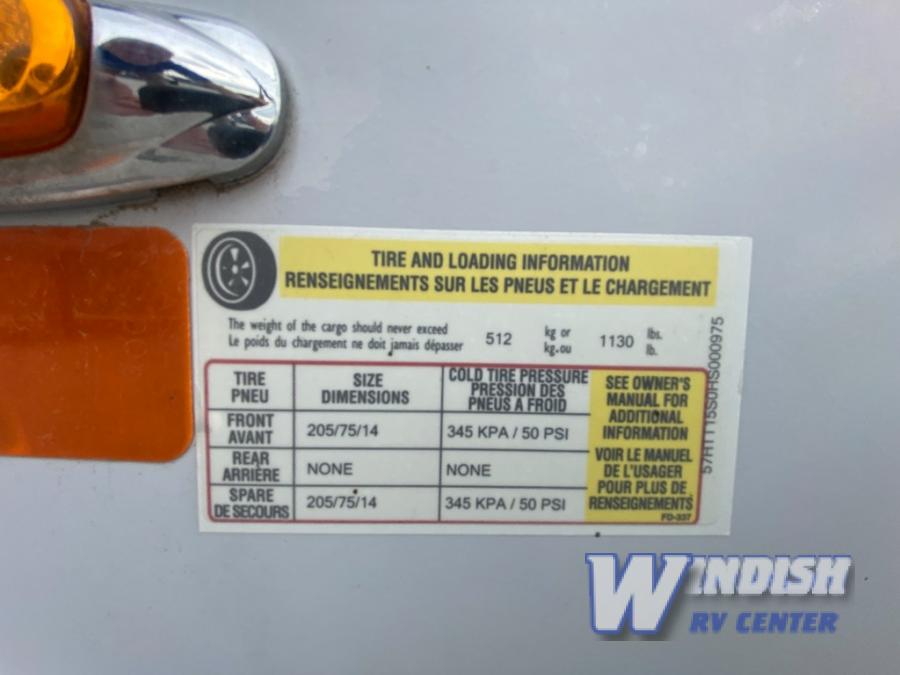 TIRE AND LOADING INFORMATION
RENSEIGNEMENTS SUR LES PNEUS ET LE CHARGEMENT
The weight of the cargo should never exceed 512 kg or 1130 lbs.
Le poids du chargement ne doit jamais dépasser kg.ou lb.
TIRE SIZE COLD TIRE PRESSURE
PNEU DIMENSIONS PRESSION DES
PNEUS A FROID
FRONT
AVANT 205/75/14 345 KPA / 50 PSI
REAR
ARRIÈRE NONE NONE
SPARE
DE SECOURS 205/75/14 345 KPA / 50 PSI
SEE OWNER'S
MANUAL FOR
ADDITIONAL
INFORMATION
VOIR LE MANUEL
DE L'USAGER
POUR PLUS DE
RENSEIGNEMENTS
FD-337
WINDISH
RV CENTER